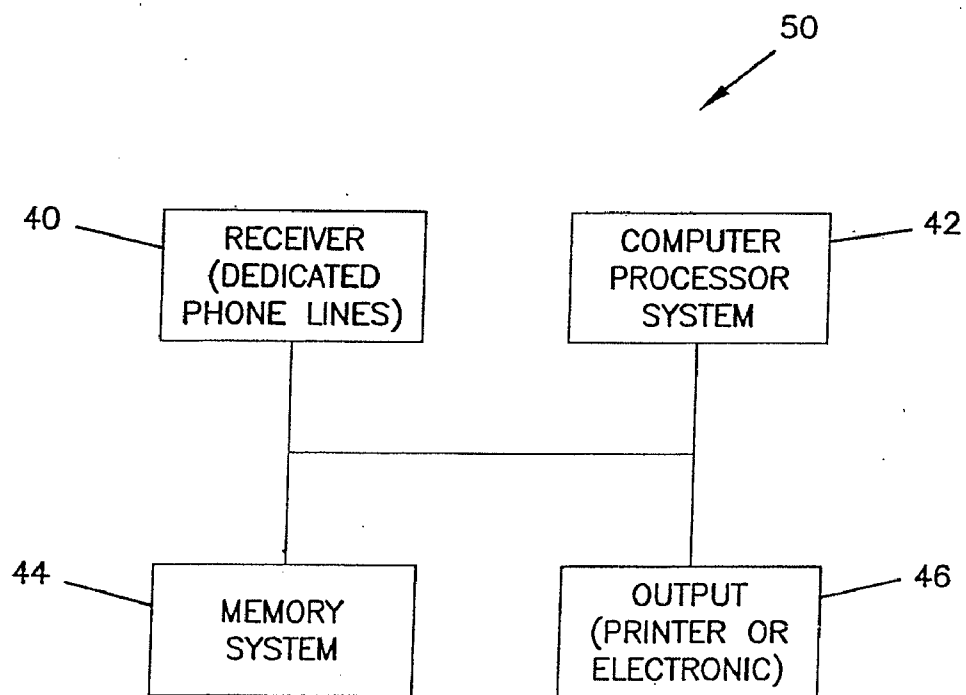 50
40
RECEIVER
(DEDICATED
PHONE LINES)
COMPUTER
PROCESSOR
SYSTEM
42
44
MEMORY
SYSTEM
OUTPUT
(PRINTER OR
ELECTRONIC)
46